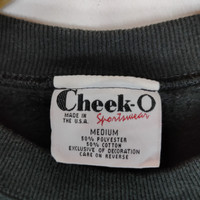 Cheek-O
Sportswear
MADE IN
THE U.S.A.
MEDIUM
50% POLYESTER
50% COTTON
EXCLUSIVE OF DECORATION
CARE ON REVERSE